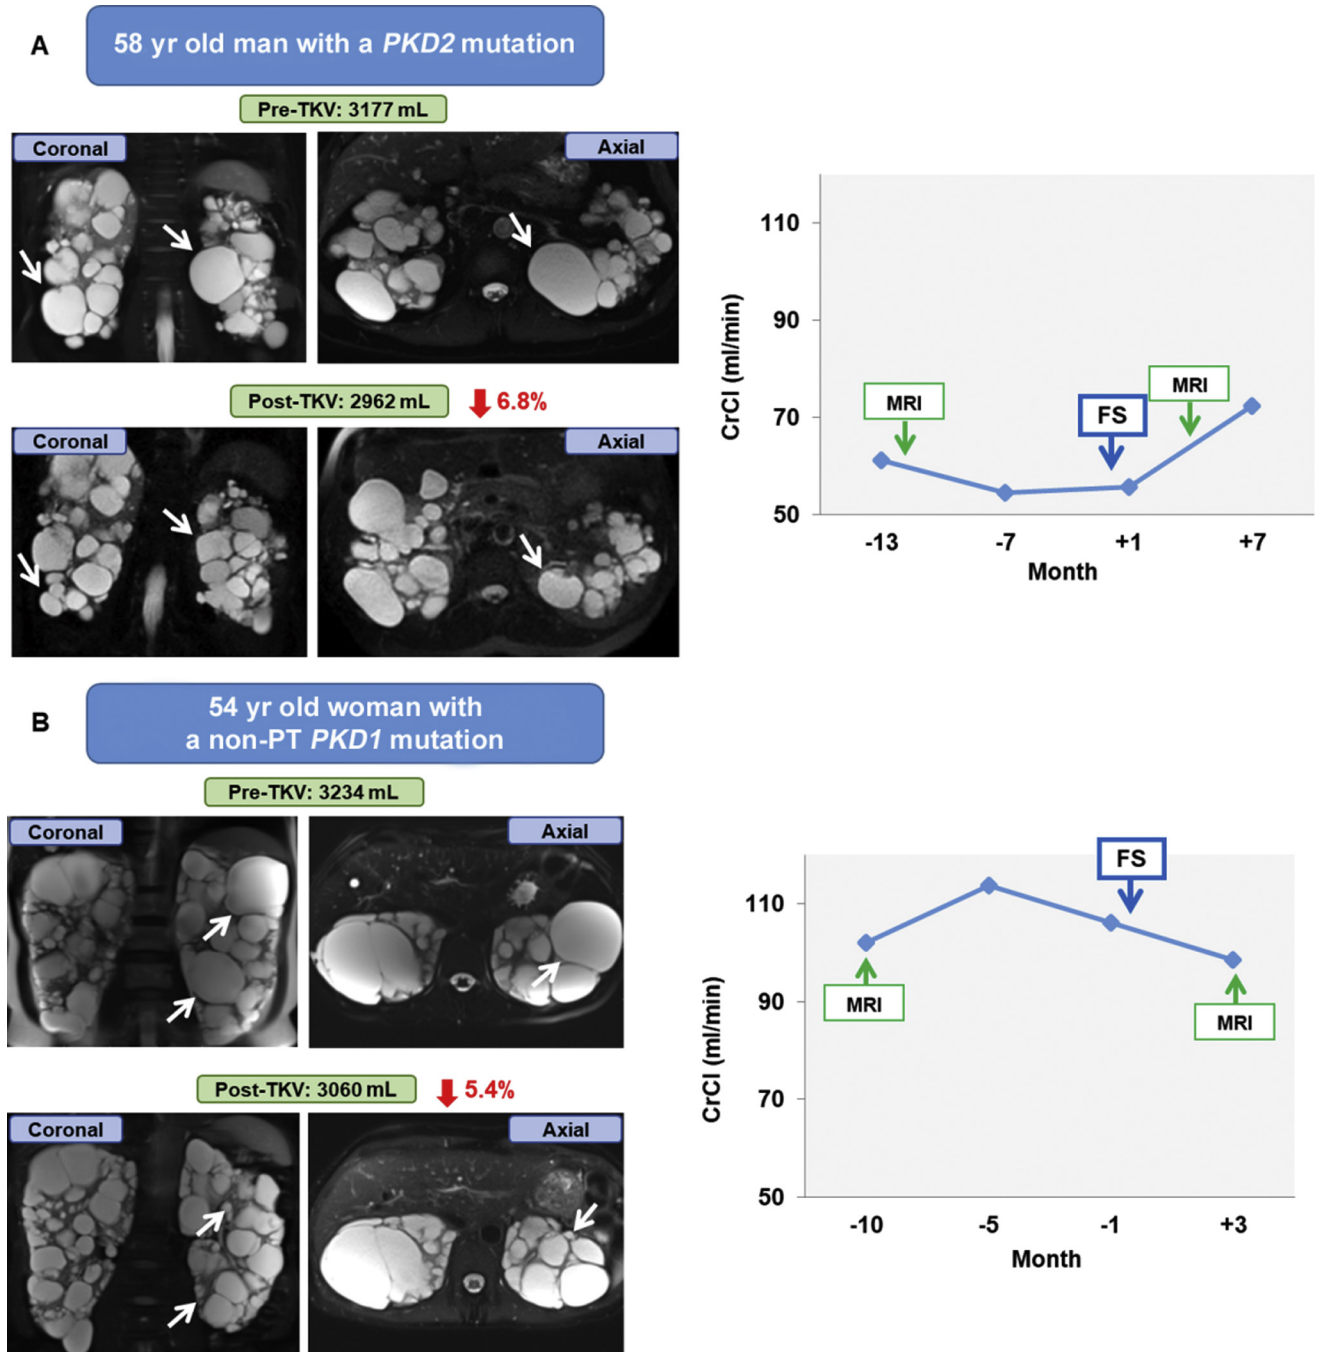 A
58 yr old man with a PKD2 mutation
Pre-TKV: 3177 mL
Coronal
Axial
Post-TKV: 2962 mL
6.8%
Coronal
Axial
CrCl (ml/min)
110
90
70
50
MRI
FS
MRI
-13
-7
+1
+7
Month
B
54 yr old woman with
a non-PT PKD1 mutation
Pre-TKV: 3234 mL
Coronal
Axial
Post-TKV: 3060 mL
5.4%
Coronal
Axial
CrCl (ml/min)
110
90
70
50
FS
MRI
MRI
-10
-5
-1
+3
Month